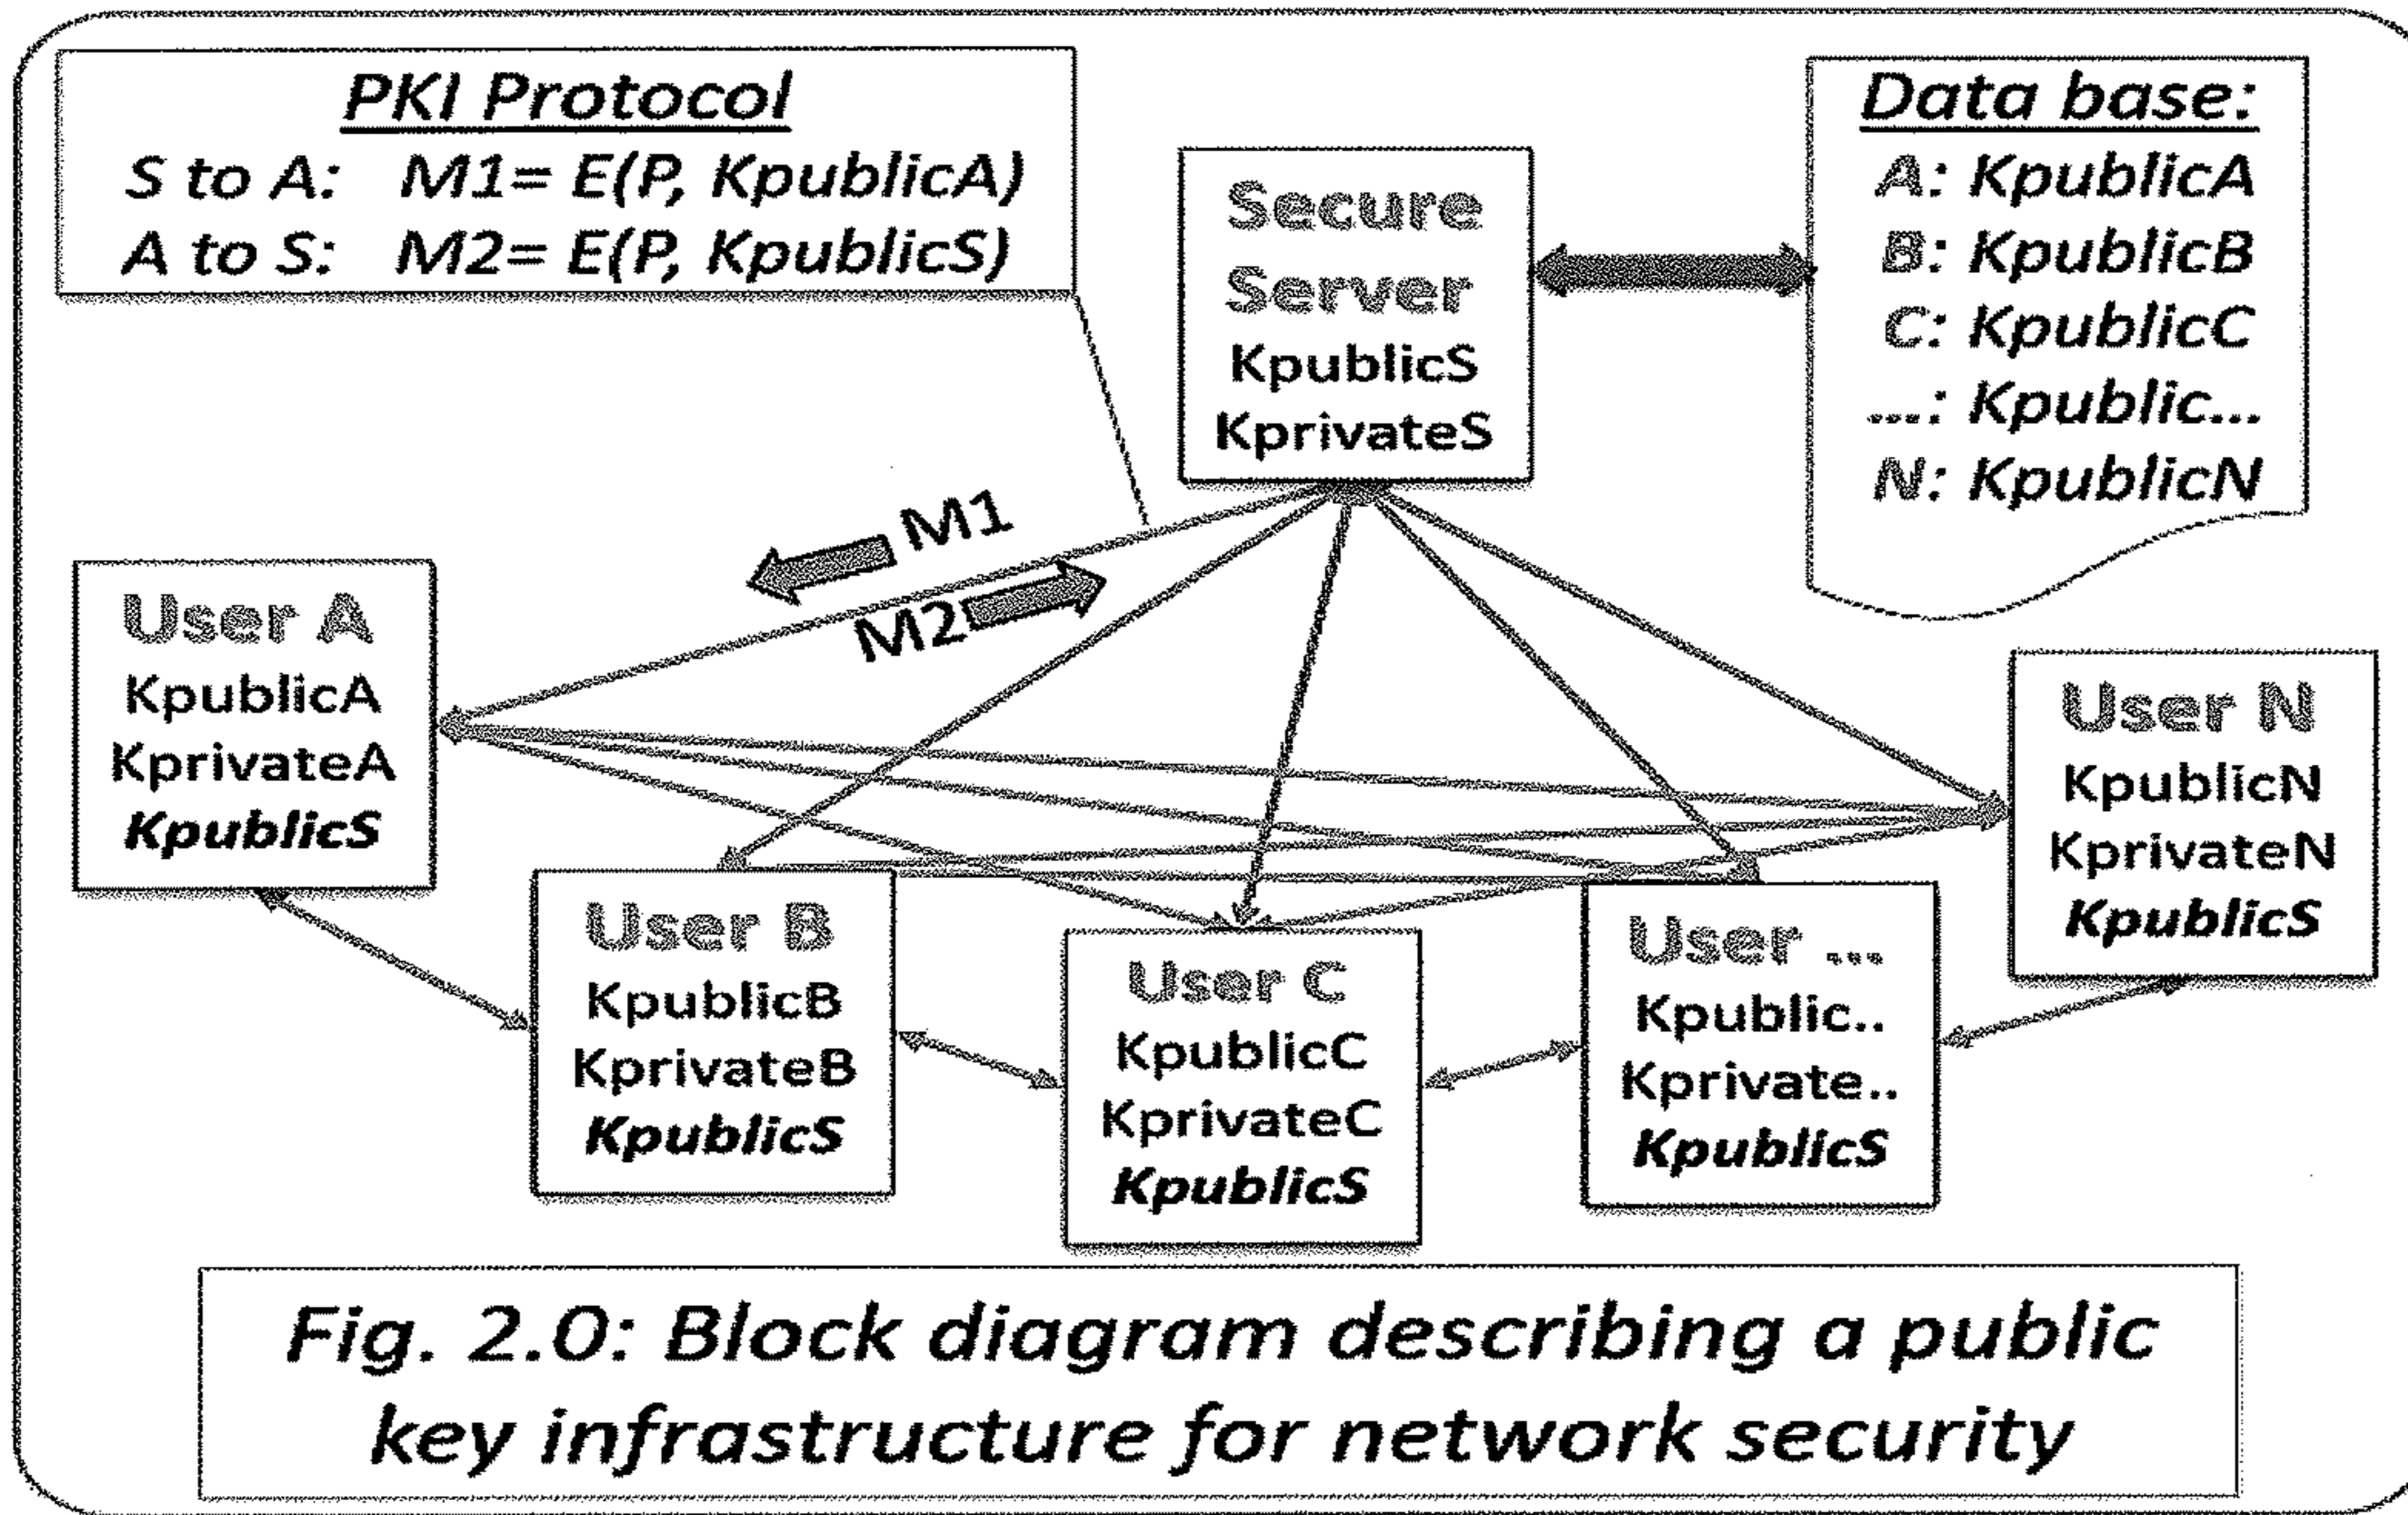 PKI Protocol
S to A: M1= E(P, KpublicA)
A to S: M2= E(P, KpublicS)
Secure
Server
KpublicS
KprivateS
Data base:
A: KpublicA
B: KpublicB
C: KpublicC
...: Kpublic...
N: KpublicN
M1
M2
User A
KpublicA
KprivateA
KpublicS
User B
KpublicB
KprivateB
KpublicS
User C
KpublicC
KprivateC
KpublicS
User ...
Kpublic..
Kprivate..
KpublicS
User N
KpublicN
KprivateN
KpublicS
Fig. 2.0: Block diagram describing a public
key infrastructure for network security